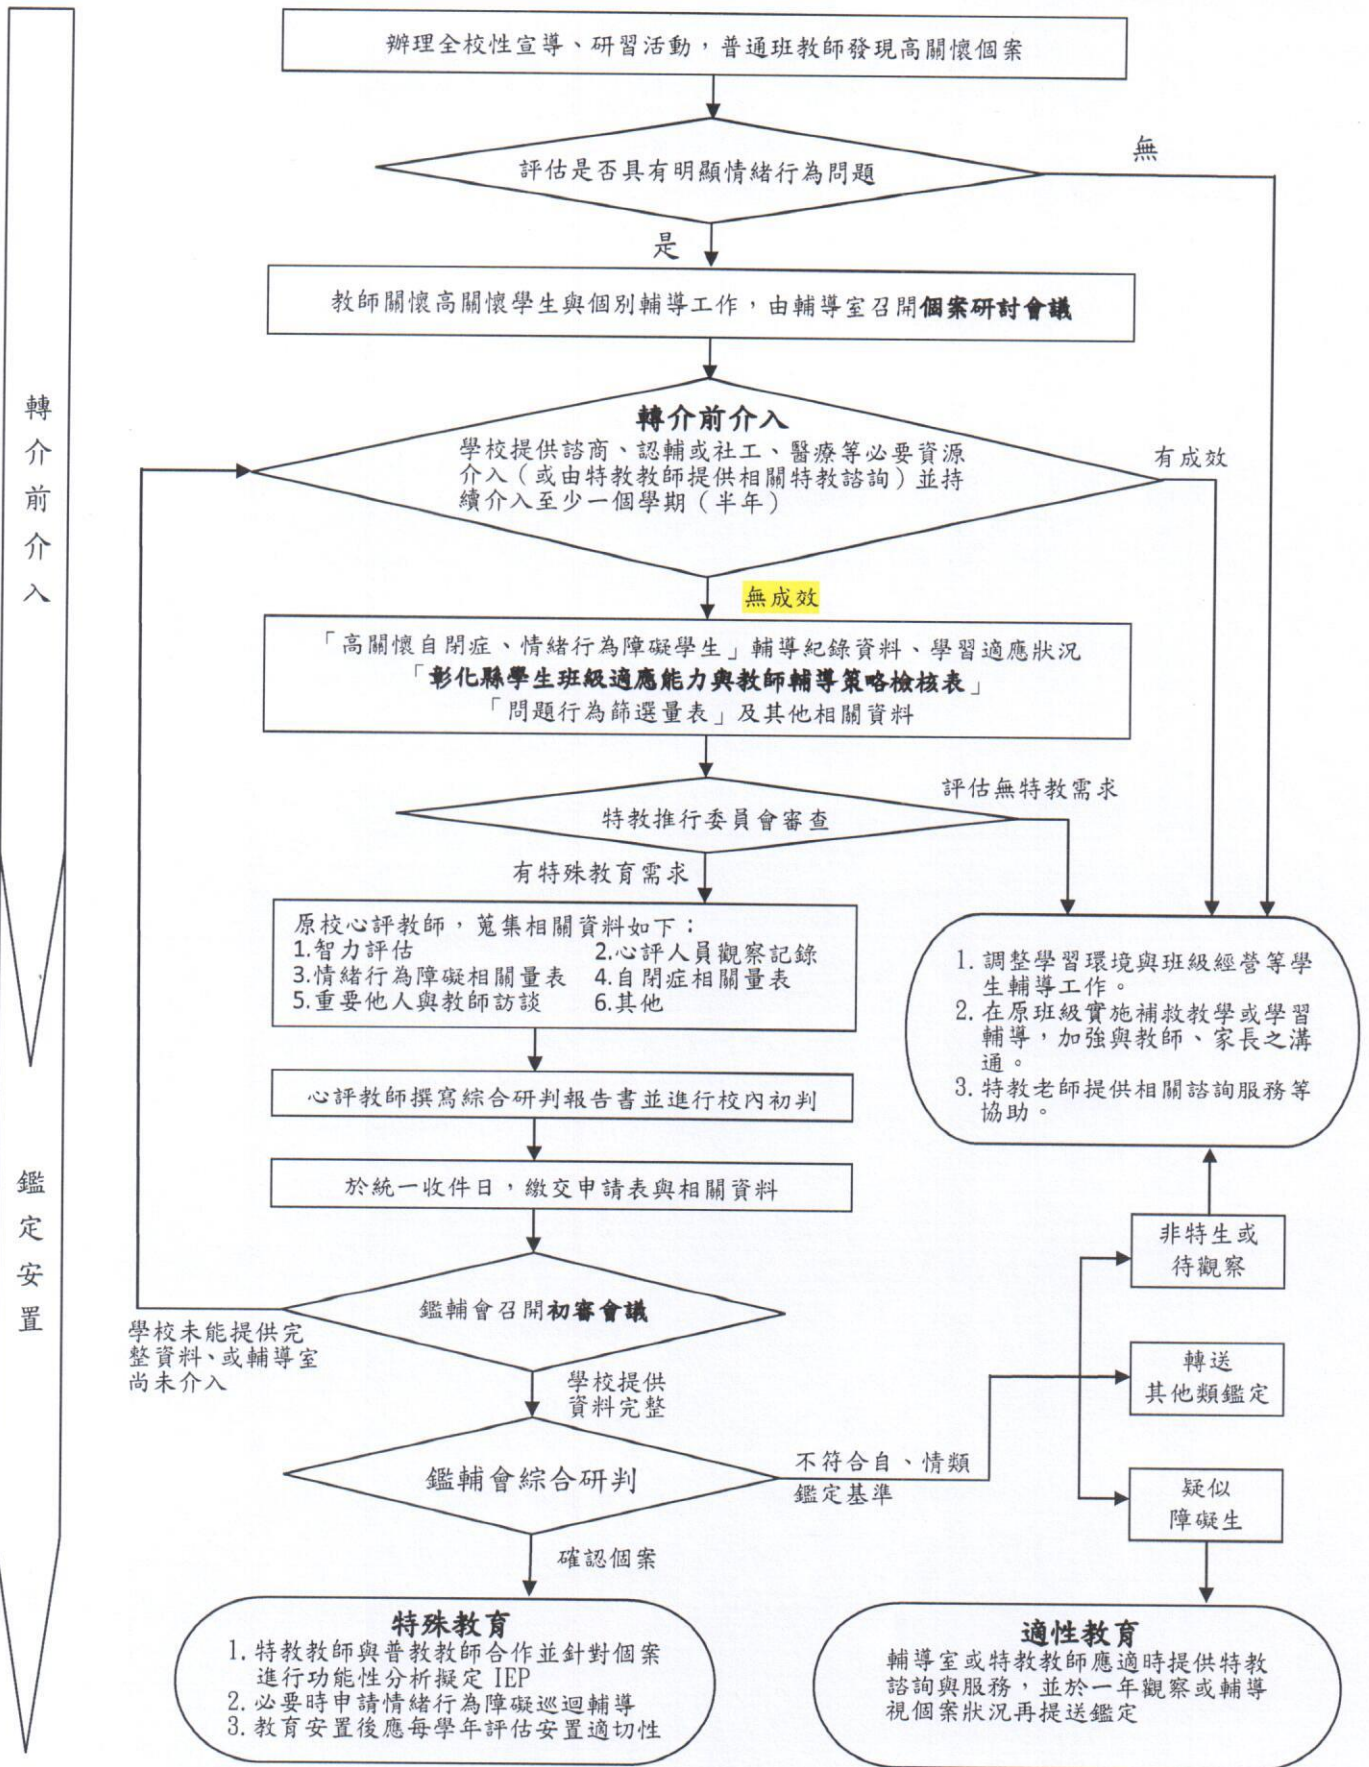 辦理全校性宣導、研習活動，普通班教師發現高關懷個案
評估是否具有明顯情緒行為問題
無
是
教師關懷高關懷學生與個別輔導工作，由輔導室召開個案研討會議
轉介前介入
轉介前介入
學校提供諮商、認輔或社工、醫療等必要資源
介入（或由特教教師提供相關特教諮詢）並持
續介入至少一個學期（半年）
有成效
無成效
「高關懷自閉症、情緒行為障礙學生」輔導紀錄資料、學習適應狀況
「彰化縣學生班級適應能力與教師輔導策略檢核表」
「問題行為篩選量表」及其他相關資料
特教推行委員會審查
評估無特教需求
有特殊教育需求
原校心評教師，蒐集相關資料如下：
1.智力評估 2.心評人員觀察記錄
3.情緒行為障礙相關量表 4.自閉症相關量表
5.重要他人與教師訪談 6.其他
1. 調整學習環境與班級經營等學
生輔導工作。
2. 在原班級實施補救教學或學習
輔導，加強與教師、家長之溝
通。
3. 特教老師提供相關諮詢服務等
協助。
心評教師撰寫綜合研判報告書並進行校內初判
鑑定安置
於統一收件日，繳交申請表與相關資料
鑑輔會召開初審會議
學校未能提供完
整資料、或輔導室
尚未介入
學校提供
資料完整
非特生或
待觀察
轉送
其他類鑑定
鑑輔會綜合研判
不符合自、情類
鑑定基準
疑似
障礙生
確認個案
特殊教育
1. 特教教師與普教教師合作並針對個案
進行功能性分析擬定 IEP
2. 必要時申請情緒行為障礙巡迴輔導
3. 教育安置後應每學年評估安置適切性
適性教育
輔導室或特教教師應適時提供特教
諮詢與服務，並於一年觀察或輔導
視個案狀況再提送鑑定